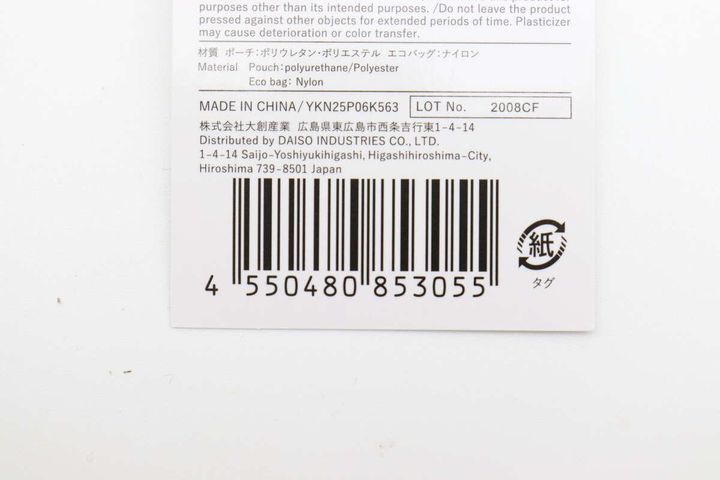 purposes other than its intended purposes. /Do not leave the product
pressed against other objects for extended periods of time. Plasticizer
may cause deterioration or color transfer.
材質 ポーチ:ポリウレタン・ポリエステル エコバッグ:ナイロン
Material Pouch:polyurethane/Polyester
Eco bag: Nylon
MADE IN CHINA/YKN25P06K563 LOT No. 2008CF
株式会社大創産業 広島県東広島市西条吉行東1-4-14
Distributed by DAISO INDUSTRIES CO., LTD.
1-4-14 Saijo-Yoshiyukihigashi, Higashihiroshima-City,
Hiroshima 739-8501 Japan
紙
タグ
4 550480 853055